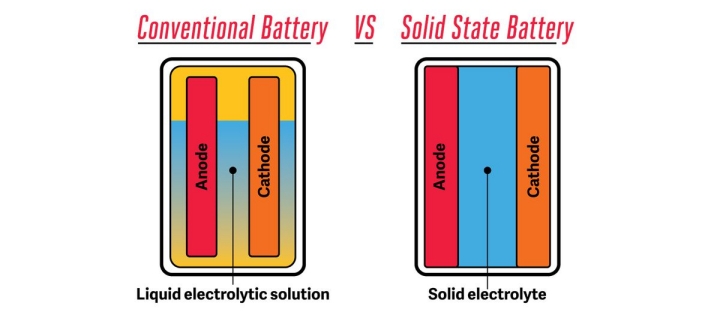 Conventional Battery VS Solid State Battery
Anode
Cathode
Anode
Cathode
Liquid electrolytic solution
Solid electrolyte